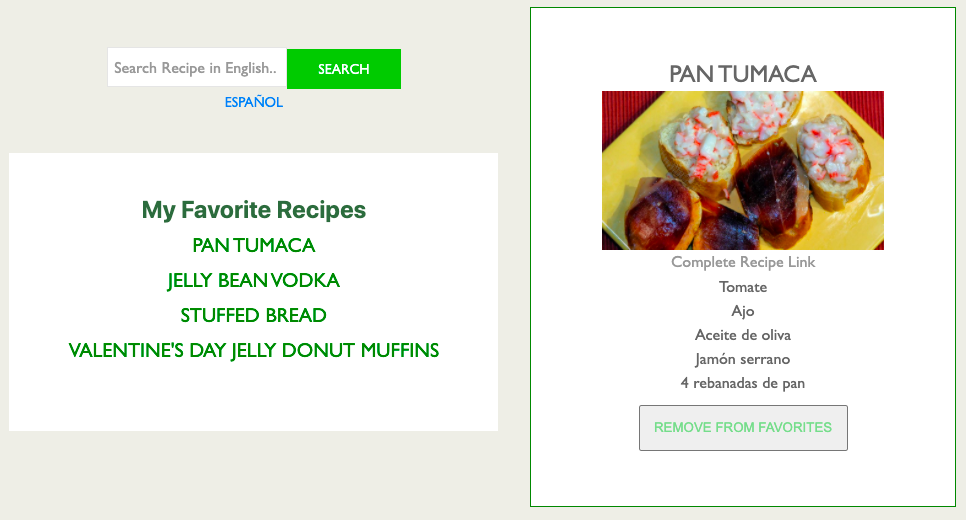 Search Recipe in English..
SEARCH
ESPAÑOL
My Favorite Recipes
PAN TUMACA
JELLY BEAN VODKA
STUFFED BREAD
VALENTINE'S DAY JELLY DONUT MUFFINS
PAN TUMACA
Complete Recipe Link
Tomate
Ajo
Aceite de oliva
Jamón serrano
4 rebanadas de pan
REMOVE FROM FAVORITES